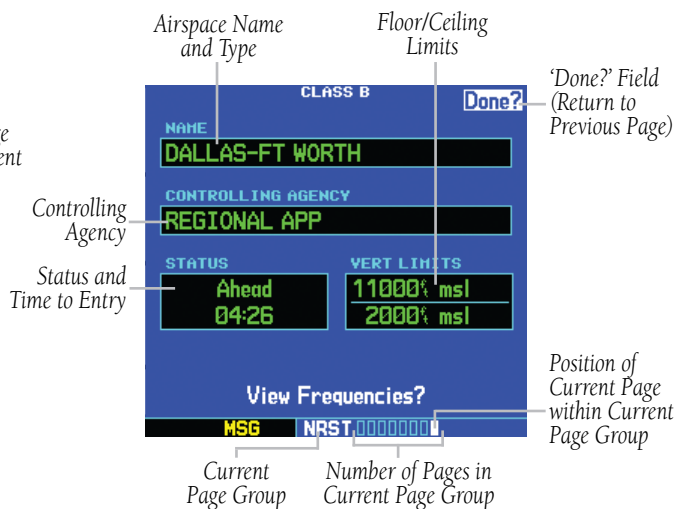 Airspace Name
and Type
Floor/Ceiling
Limits
'Done?' Field
(Return to
Previous Page)
CLASS B
Done?
NAME
DALLAS-FT WORTH
CONTROLLING AGENCY
REGIONAL APP
Controlling
Agency
STATUS
Ahead
04:26
VERT LIMITS
11000ft msl
2000ft msl
Status and
Time to Entry
View Frequencies?
MSG
NRST
Position of
Current Page
within Current
Page Group
Current
Page Group
Number of Pages in
Current Page Group